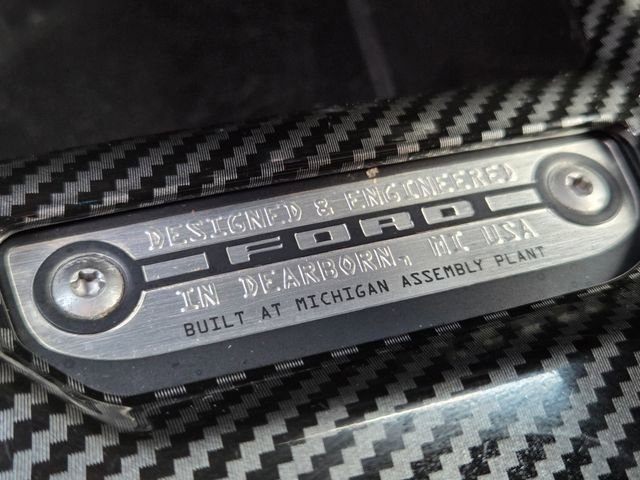 DESIGNED & ENGINEERED
FORD
IN DEARBORN, MI USA
BUILT AT MICHIGAN ASSEMBLY PLANT